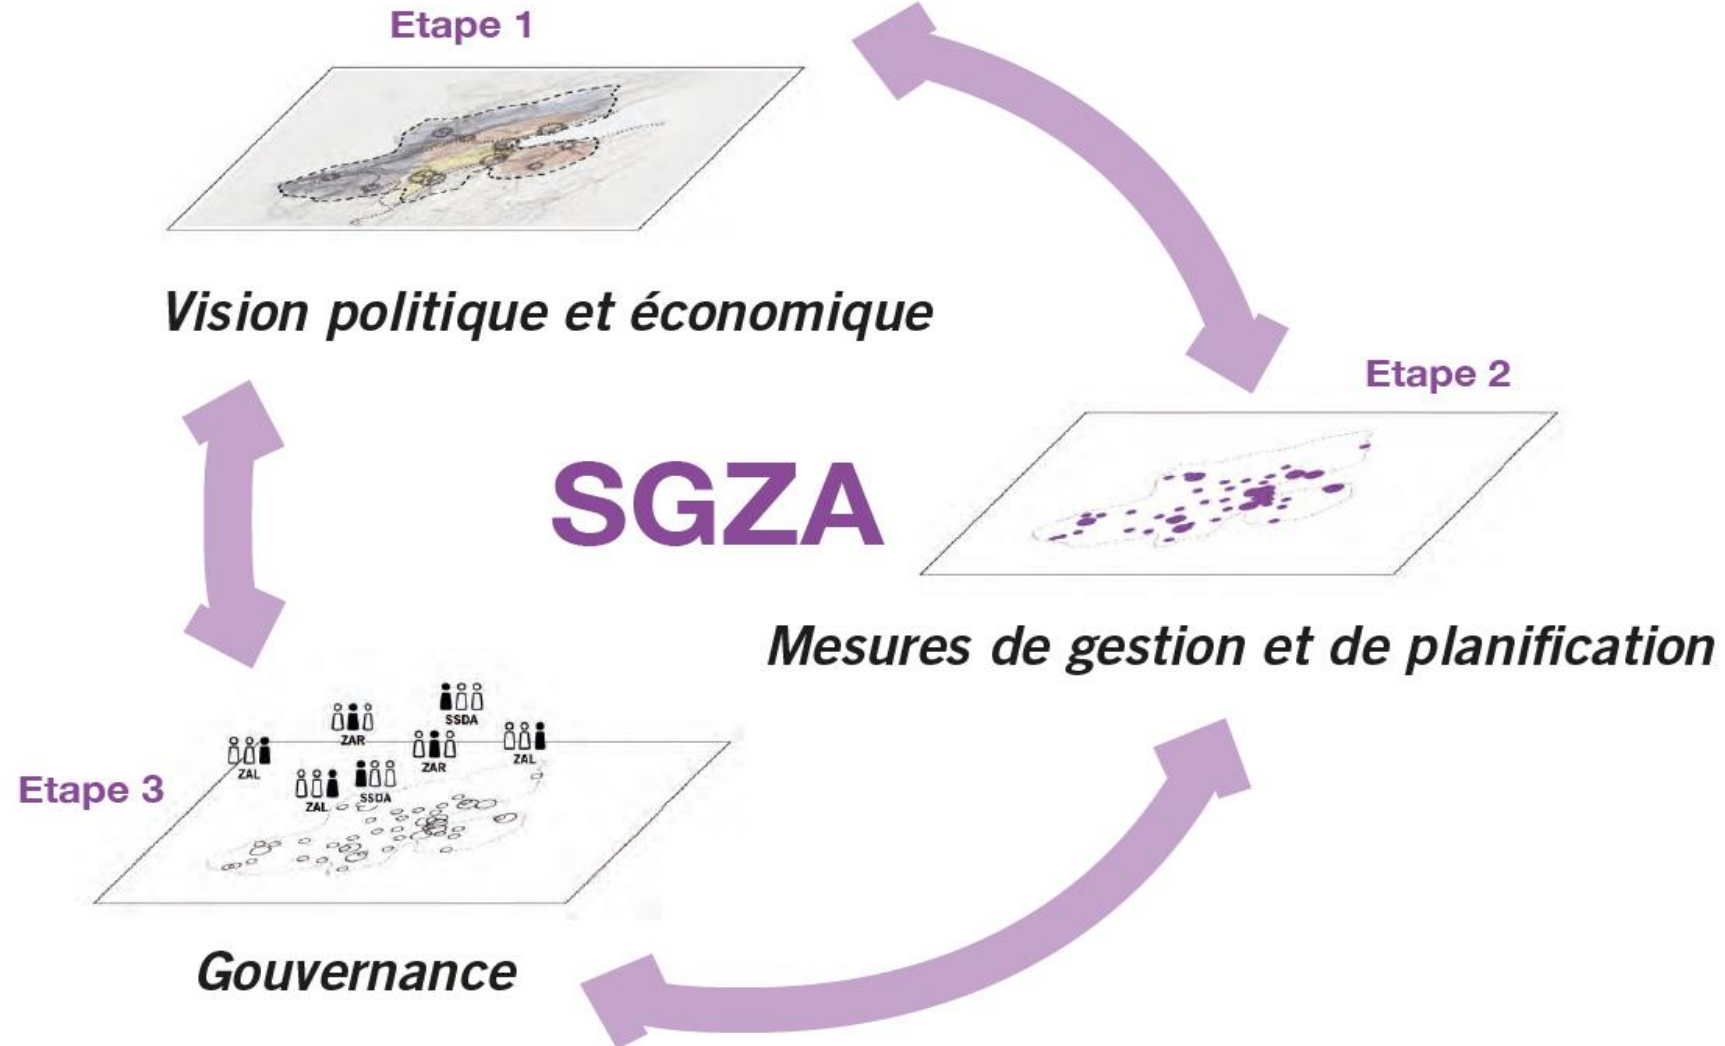 Etape 1
Vision politique et économique
Etape 2
SGZA
Mesures de gestion et de planification
SSDA
ZAR
ZAL
ZAR
ZAL
SSDA
ZAL
Etape 3
Gouvernance